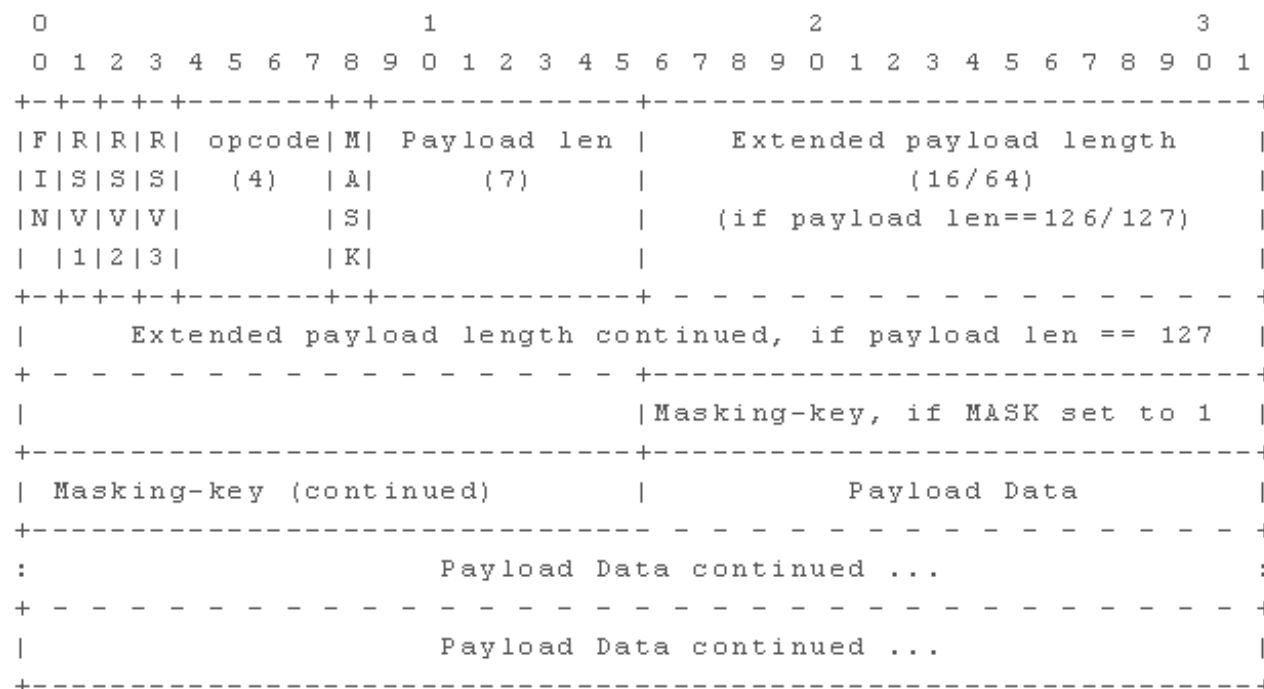 0                   1                   2                   3
 0 1 2 3 4 5 6 7 8 9 0 1 2 3 4 5 6 7 8 9 0 1 2 3 4 5 6 7 8 9 0 1
+-+-+-+-+-------+-+-------------+-------------------------------+
|F|R|R|R| opcode|M| Payload len |    Extended payload length    |
|I|S|S|S|  (4)  |A|     (7)     |             (16/64)           |
|N|V|V|V|       |S|             |   (if payload len==126/127)   |
| |1|2|3|       |K|             |                               |
+-+-+-+-+-------+-+-------------+ - - - - - - - - - - - - - - - +
|     Extended payload length continued, if payload len == 127  |
+ - - - - - - - - - - - - - - - +-------------------------------+
|                               |Masking-key, if MASK set to 1  |
+-------------------------------+-------------------------------+
| Masking-key (continued)       |          Payload Data         |
+-------------------------------- - - - - - - - - - - - - - - - +
:                     Payload Data continued ...                :
+ - - - - - - - - - - - - - - - - - - - - - - - - - - - - - - - +
|                     Payload Data continued ...                |
+---------------------------------------------------------------+